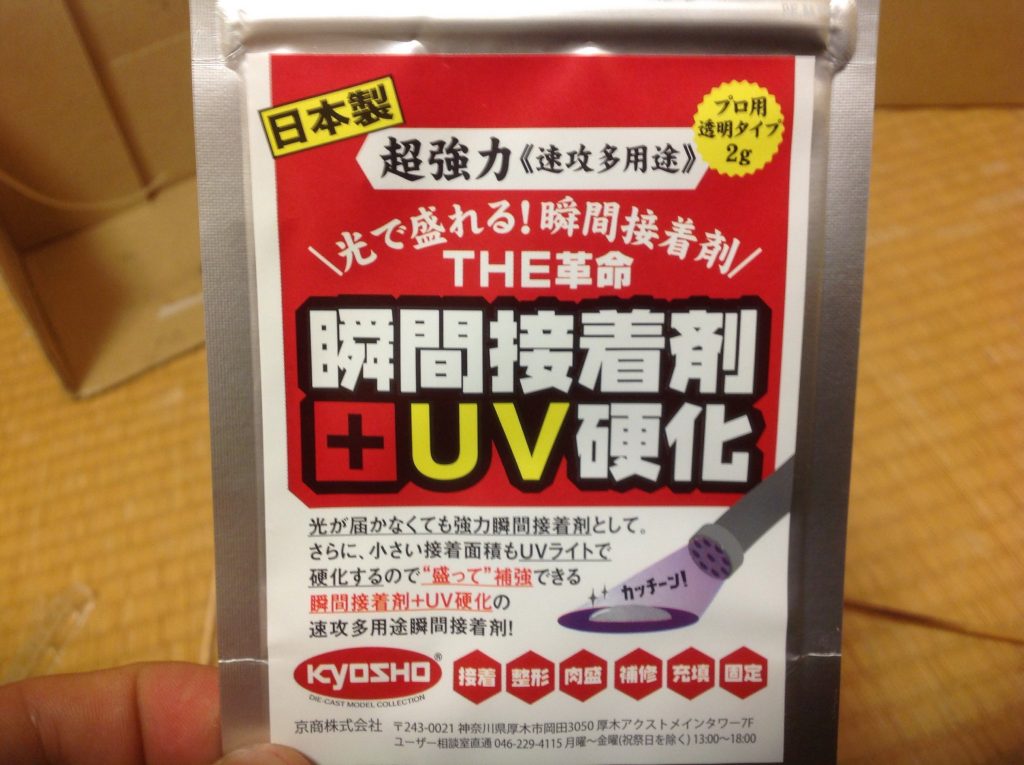 日本製
プロ用
透明タイプ
2g
超強力《速攻多用途》
\光で盛れる!瞬間接着剤/
THE革命
瞬間接着剤
+UV硬化
光が届かなくても強力瞬間接着剤として。
さらに、小さい接着面積もUVライトで
硬化するので“盛って”補強できる
瞬間接着剤+UV硬化の
速攻多用途瞬間接着剤!
カッチーン!
KYOSHO®
DIE-CAST MODEL COLLECTION
接着 整形 肉盛 補修 充填 固定
京商株式会社 〒243-0021 神奈川県厚木市岡田3050 厚木アクストメインタワー7F
ユーザー相談室直通 046-229-4115 月曜〜金曜(祝祭日を除く) 13:00〜18:00